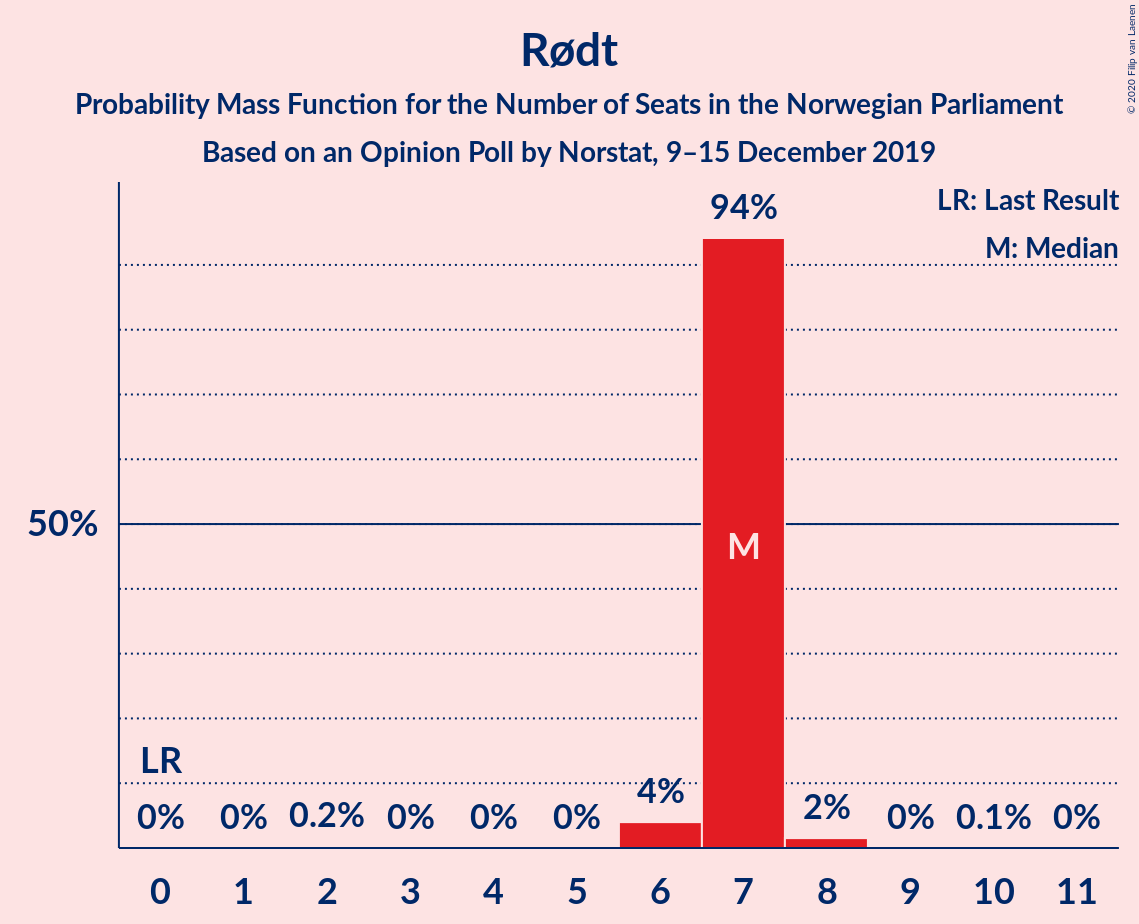 Rødt
Probability Mass Function for the Number of Seats in the Norwegian Parliament
Based on an Opinion Poll by Norstat, 9–15 December 2019
© 2020 Filip van Laenen
LR: Last Result
M: Median
94%
50%
M
LR
0% 0% 0.2% 0% 0% 0% 4% 2% 0% 0.1% 0%
0 1 2 3 4 5 6 7 8 9 10 11